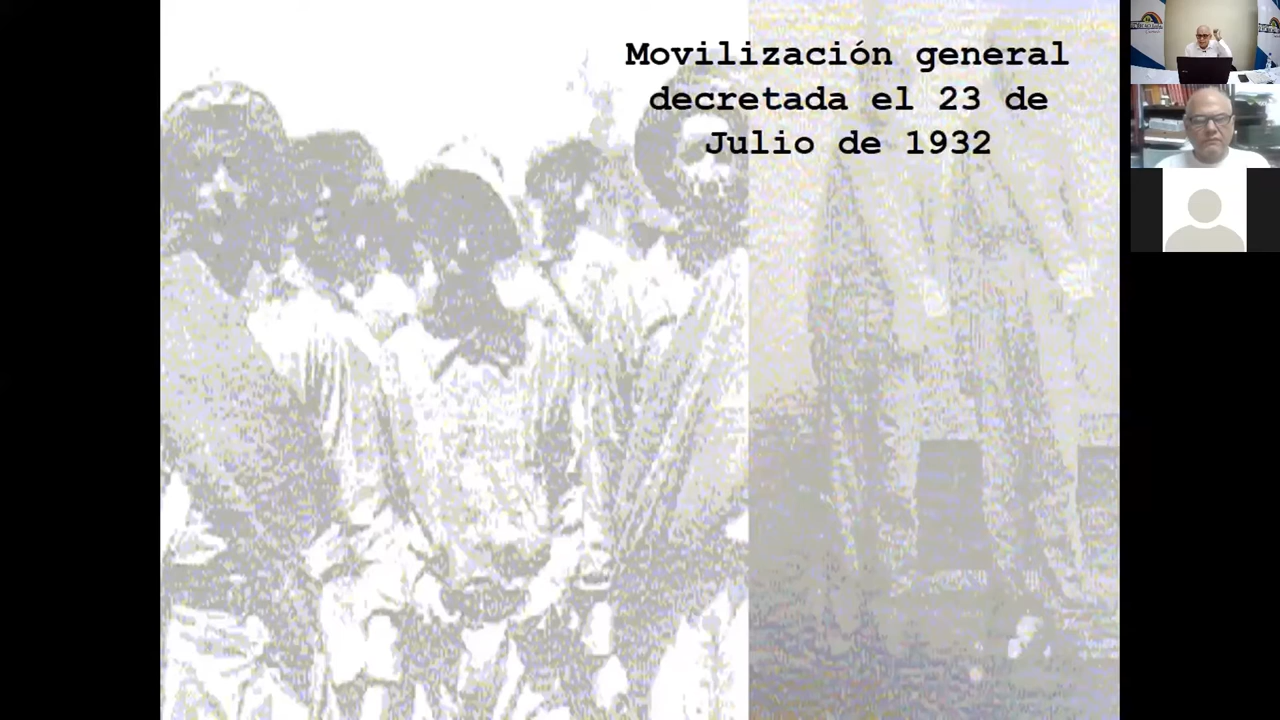 Movilización general
decretada el 23 de
Julio de 1932